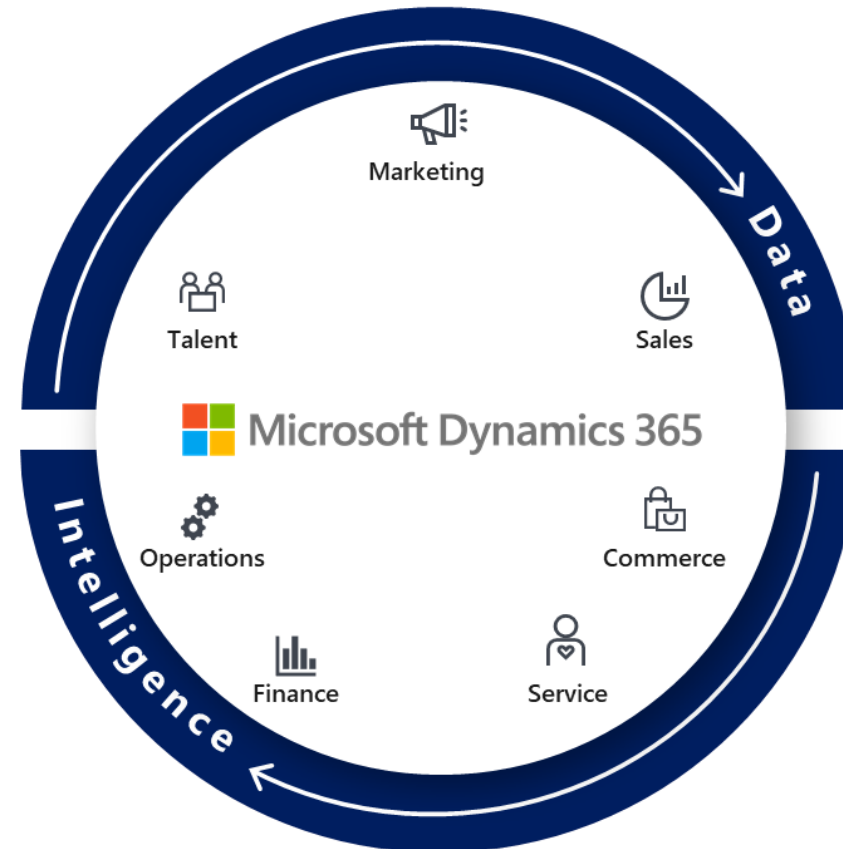 Marketing
Data
Talent
Sales
Microsoft Dynamics 365
Operations
Commerce
Intelligence
Finance
Service